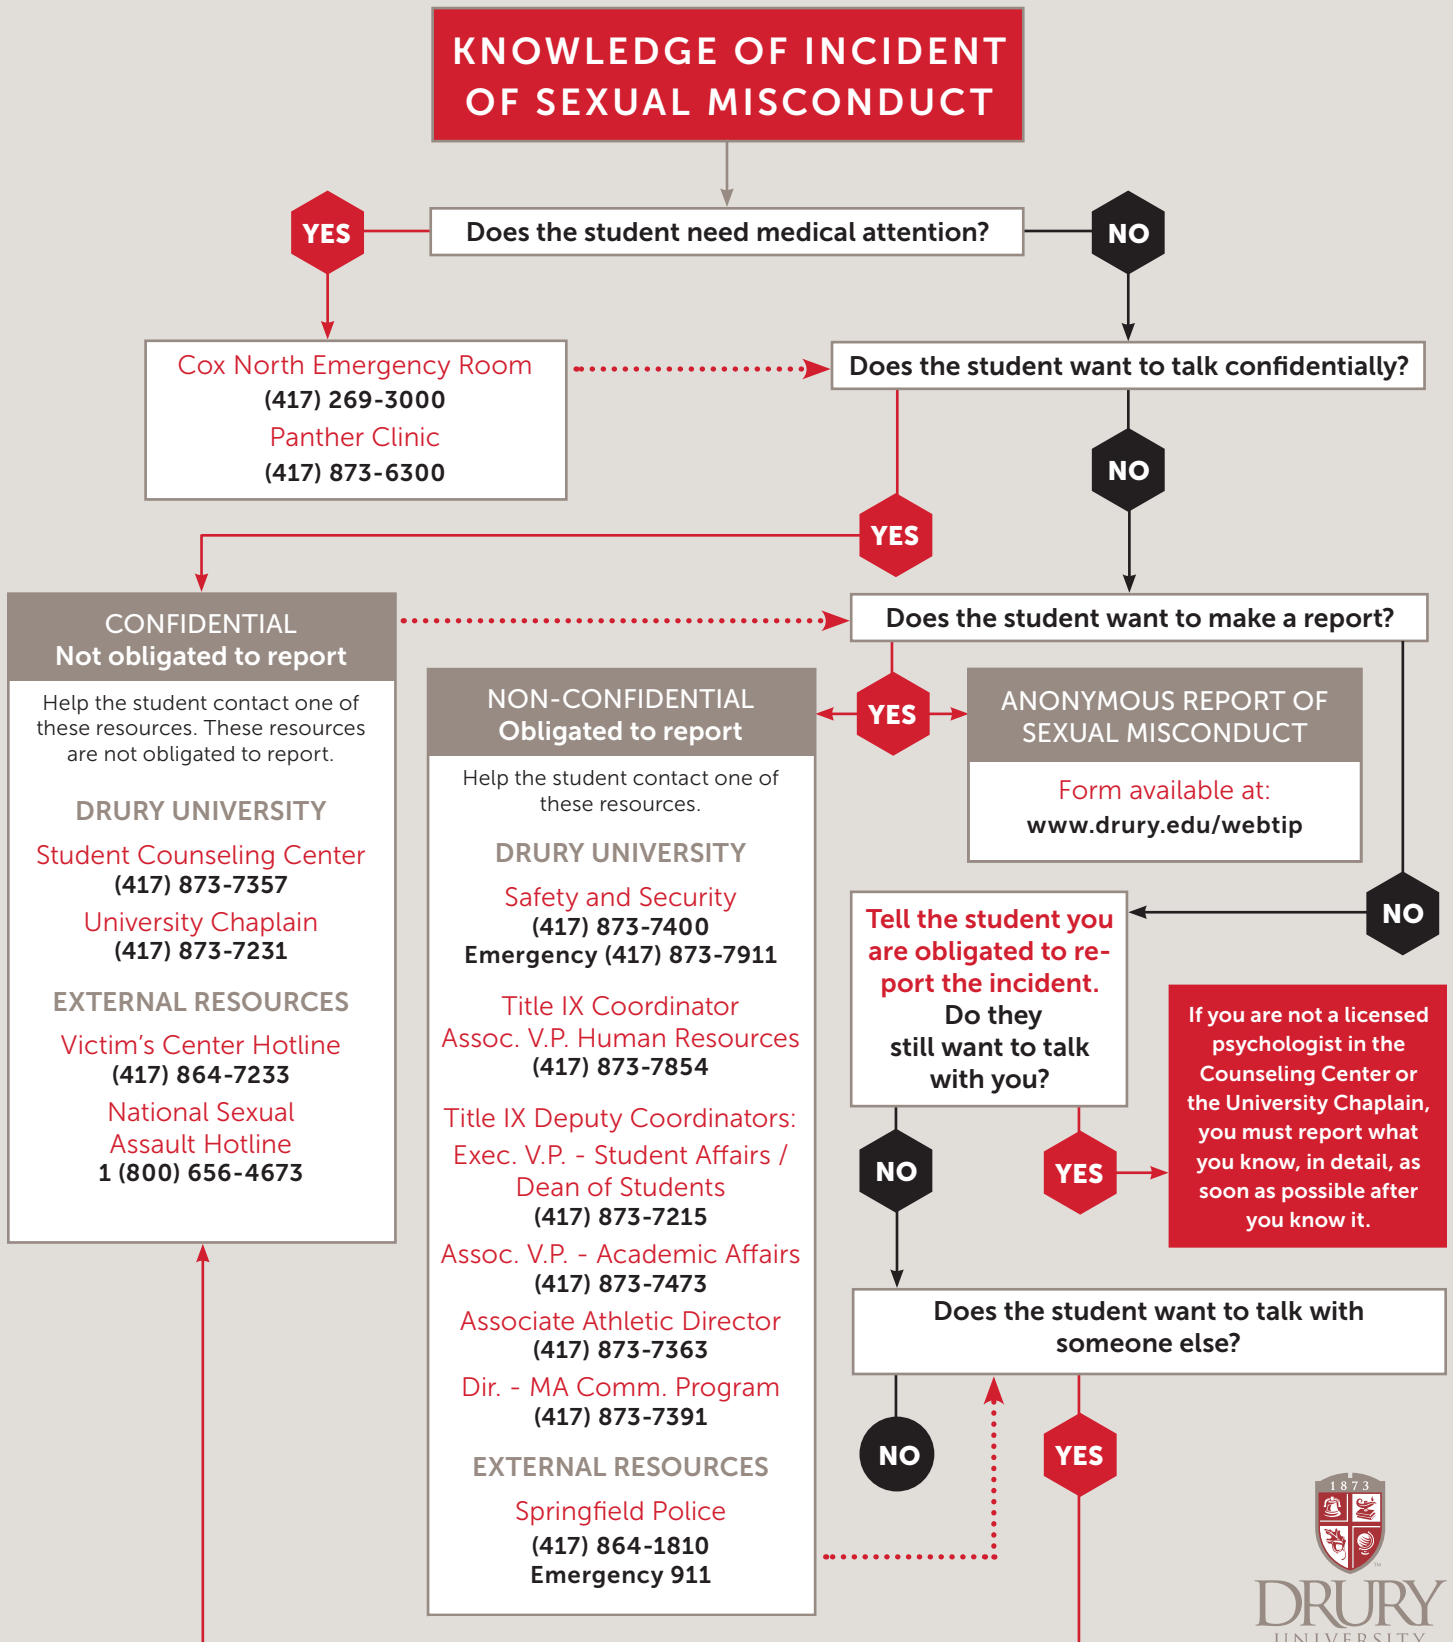 KNOWLEDGE OF INCIDENT
OF SEXUAL MISCONDUCT
YES
Does the student need medical attention?
NO
Cox North Emergency Room
(417) 269-3000
Panther Clinic
(417) 873-6300
Does the student want to talk confidentially?
NO
YES
CONFIDENTIAL
Not obligated to report
Help the student contact one of
these resources. These resources
are not obligated to report.
DRURY UNIVERSITY
Student Counseling Center
(417) 873-7357
University Chaplain
(417) 873-7231
EXTERNAL RESOURCES
Victim's Center Hotline
(417) 864-7233
National Sexual
Assault Hotline
1 (800) 656-4673
Does the student want to make a report?
YES
NON-CONFIDENTIAL
Obligated to report
Help the student contact one of
these resources.
DRURY UNIVERSITY
Safety and Security
(417) 873-7400
Emergency (417) 873-7911
Title IX Coordinator
Assoc. V.P. Human Resources
(417) 873-7854
Title IX Deputy Coordinators:
Exec. V.P. - Student Affairs /
Dean of Students
(417) 873-7215
Assoc. V.P. - Academic Affairs
(417) 873-7473
Associate Athletic Director
(417) 873-7363
Dir. - MA Comm. Program
(417) 873-7391
EXTERNAL RESOURCES
Springfield Police
(417) 864-1810
Emergency 911
ANONYMOUS REPORT OF
SEXUAL MISCONDUCT
Form available at:
www.drury.edu/webtip
NO
Tell the student you
are obligated to re-
port the incident.
Do they
still want to talk
with you?
NO
YES
If you are not a licensed
psychologist in the
Counseling Center or
the University Chaplain,
you must report what
you know, in detail, as
soon as possible after
you know it.
Does the student want to talk with
someone else?
NO
YES
1873
TM
DRURY
UNIVERSITY